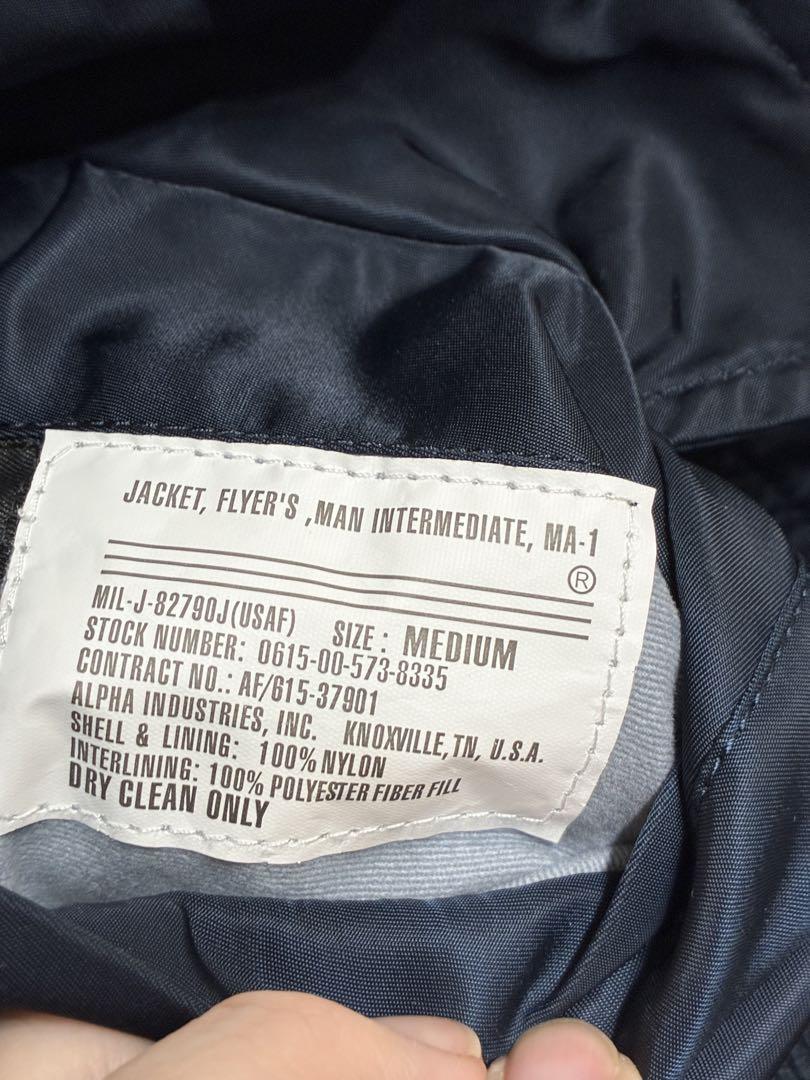 JACKET, FLYER'S ,MAN INTERMEDIATE, MA-1
®
MIL-J-82790J(USAF) SIZE: MEDIUM
STOCK NUMBER: 0615-00-573-8335
CONTRACT NO.: AF/615-37901
ALPHA INDUSTRIES, INC. KNOXVILLE,TN, U.S.A.
SHELL & LINING: 100% NYLON
INTERLINING: 100% POLYESTER FIBER FILL
DRY CLEAN ONLY